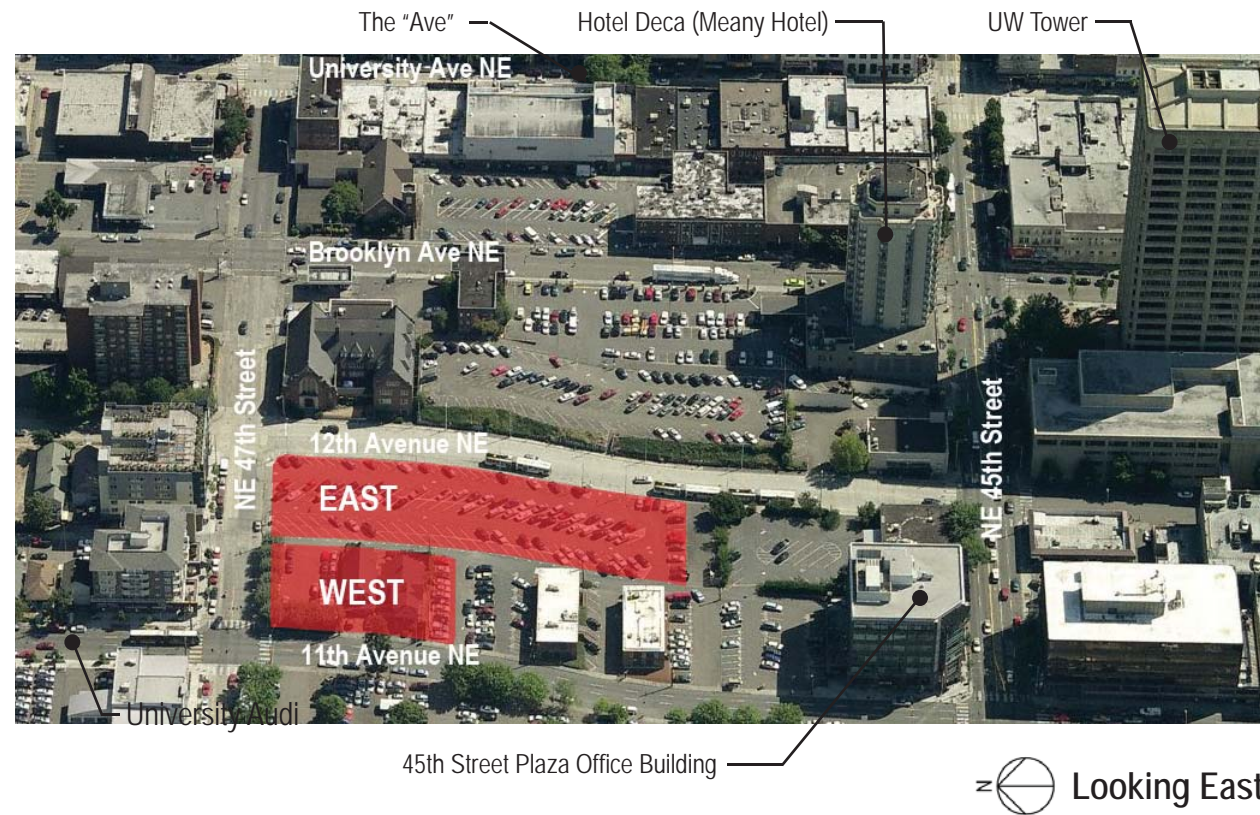 The “Ave”
Hotel Deca (Meany Hotel)
UW Tower
University Ave NE
Brooklyn Ave NE
NE 47th Street
12th Avenue NE
NE 45th Street
EAST
WEST
11th Avenue NE
University Audi
45th Street Plaza Office Building
N
Looking East